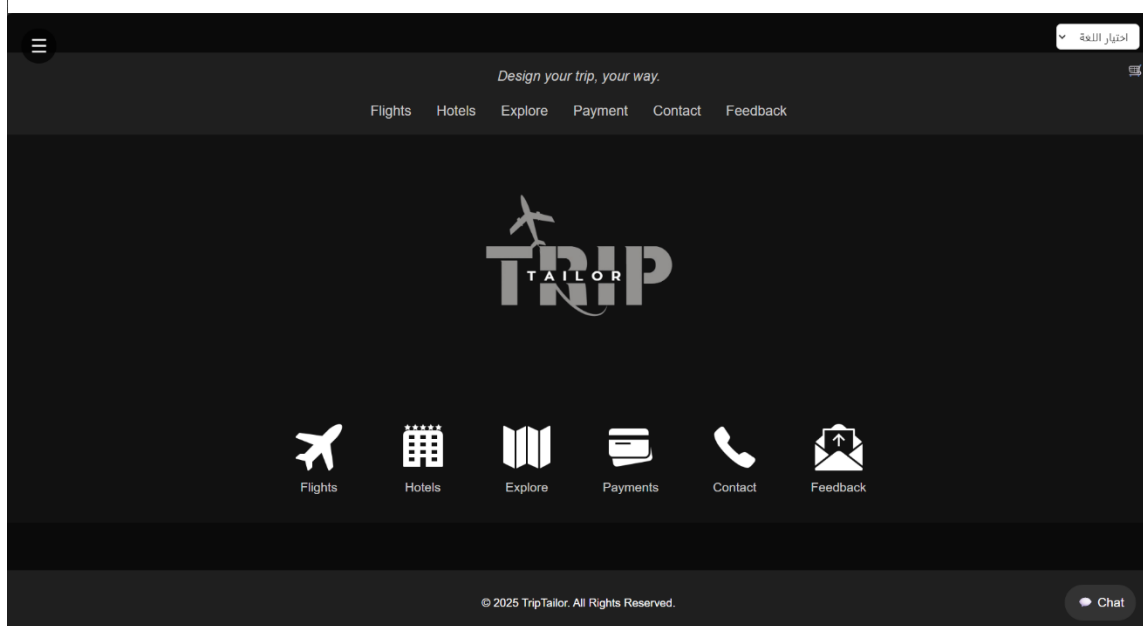 اختيار اللغة
Design your trip, your way.
Flights Hotels Explore Payment Contact Feedback
TRIP
TAILOR
Flights Hotels Explore Payments Contact Feedback
© 2025 TripTailor. All Rights Reserved.
Chat